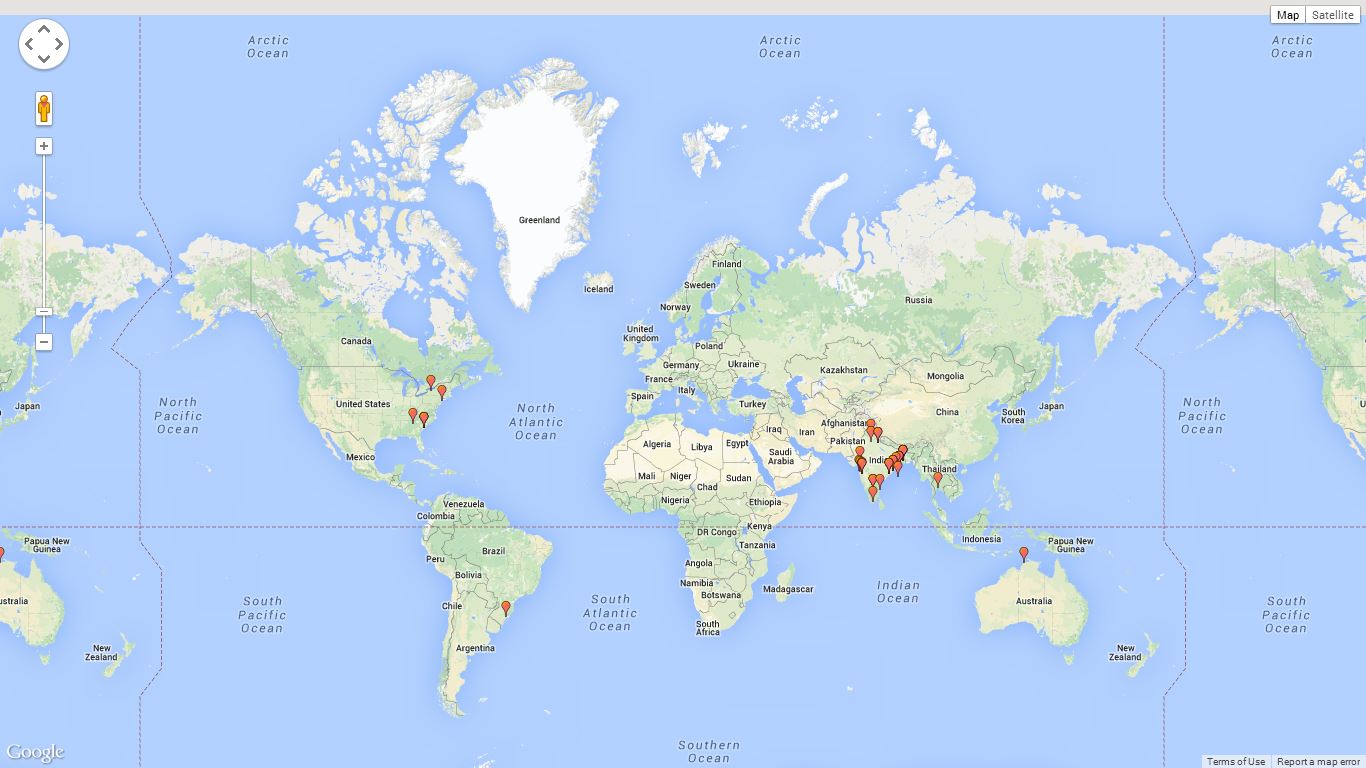 Map Satellite
Arctic
Ocean
Arctic
Ocean
Arctic
Ocean
Greenland
Finland
Iceland
Sweden
Russia
Norway
United
Kingdom
Canada
Poland
Germany
Ukraine
Kazakhstan
Mongolia
France
Italy
Spain
Japan
United States
Turkey
South
Korea
Japan
China
North
Pacific
Ocean
North
Atlantic
Ocean
North
Pacific
Ocean
Afghanistan
Iraq
Iran
Pakistan
Algeria
Libya
Egypt
Saudi
Arabia
Mexico
India
Thailand
Mali
Niger
Chad
Sudan
Nigeria
Ethiopia
Venezuela
Colombia
Kenya
DR Congo
Tanzania
Indonesia
Papua New
Guinea
Papua New
Guinea
Peru
Brazil
Bolivia
Angola
Namibia
Botswana
Madagascar
Indian
Ocean
Chile
South
Pacific
Ocean
South
Atlantic
Ocean
South
Africa
ustralia
Australia
South
Pacific
Ocean
Argentina
New
Zealand
New
Zealand
Southern
Ocean
Google
Terms of Use Report a map error